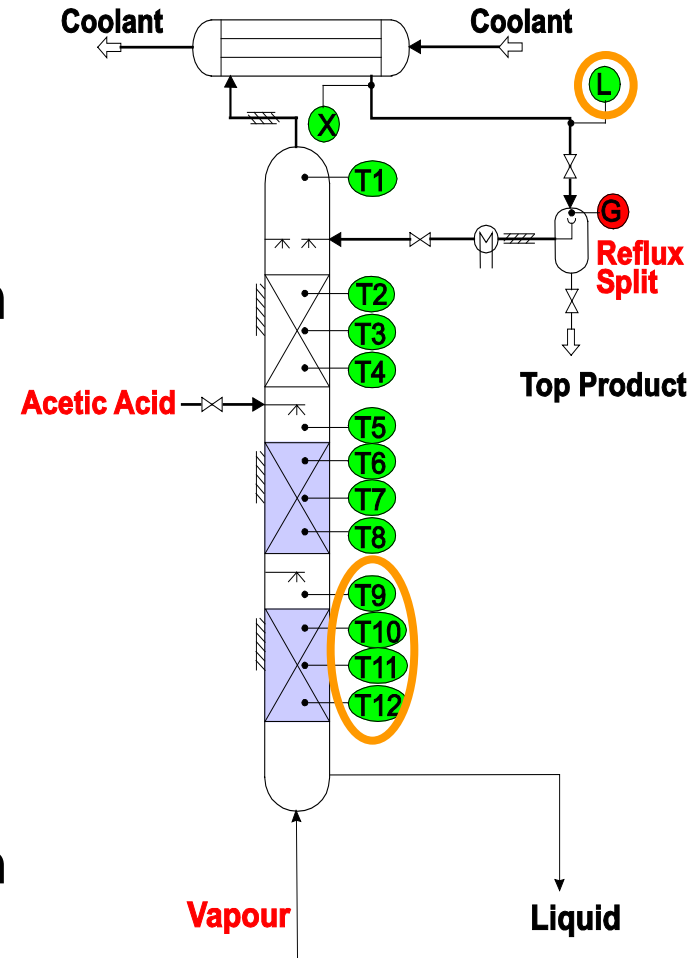 Coolant
Coolant
L
X
T1
G
Reflux
Split
T2
n
T3
T4
Top Product
Acetic Acid
T5
T6
T7
T8
T9
T10
T11
T12
n
Vapour
Liquid